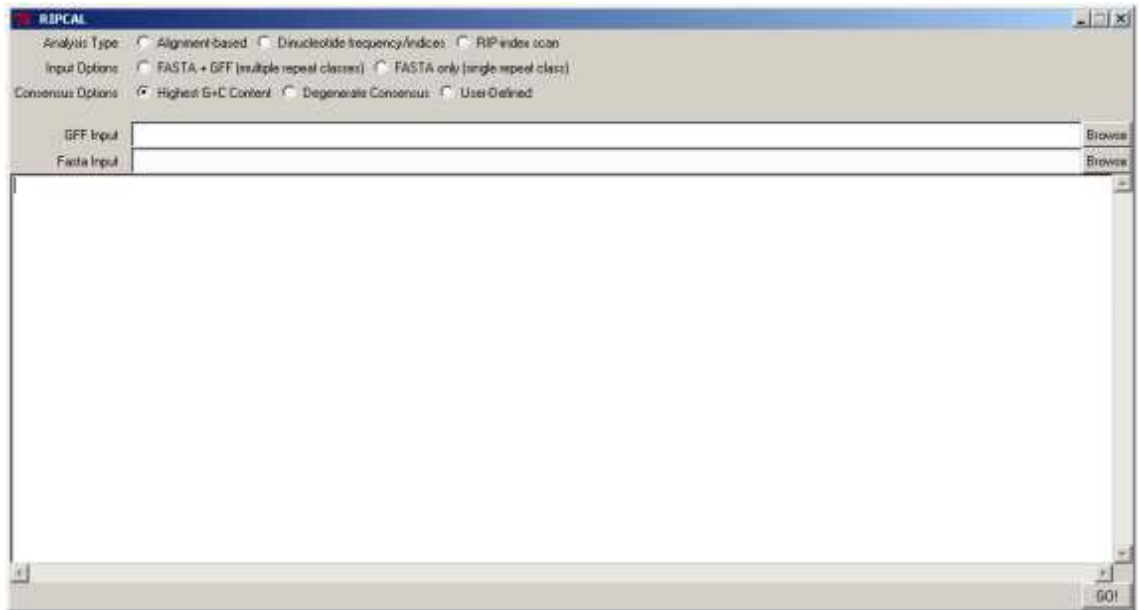 RIPCAL
Analysis Type Alignment-based Dinucleotide frequency/indices RIP-index scan
Input Options FASTA + GFF (multiple repeat classes) FASTA only (single repeat class)
Consensus Options Highest G+C Content Degenerate Consensus User-Defined
GFF Input Browse
Fasta Input Browse
GO!